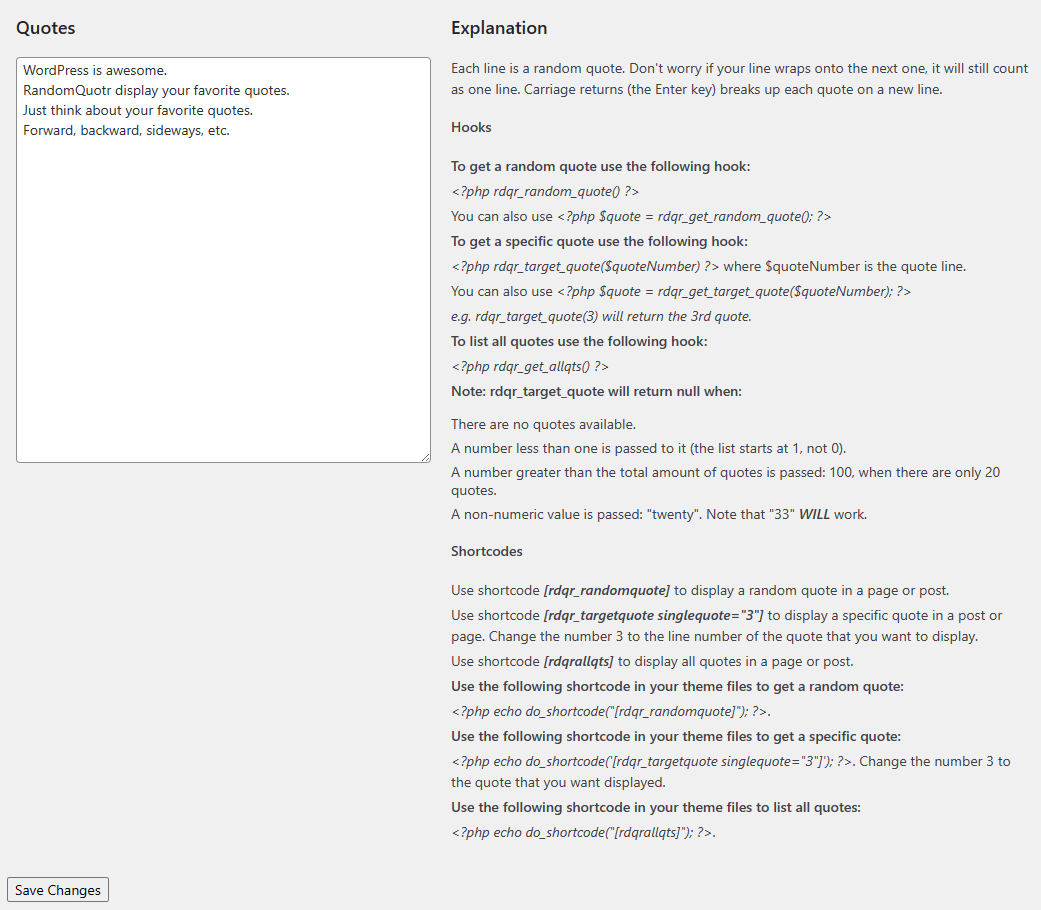 Quotes
WordPress is awesome.
RandomQuotr display your favorite quotes.
Just think about your favorite quotes.
Forward, backward, sideways, etc.
Explanation
Each line is a random quote. Don't worry if your line wraps onto the next one, it will still count
as one line. Carriage returns (the Enter key) breaks up each quote on a new line.
Hooks
To get a random quote use the following hook:
<?php rdqr_random_quote() ?>
You can also use <?php $quote = rdqr_get_random_quote(); ?>
To get a specific quote use the following hook:
<?php rdqr_target_quote($quoteNumber) ?> where $quoteNumber is the quote line.
You can also use <?php $quote = rdqr_get_target_quote($quoteNumber); ?>
e.g. rdqr_target_quote(3) will return the 3rd quote.
To list all quotes use the following hook:
<?php rdqr_get_allqts() ?>
Note: rdqr_target_quote will return null when:
There are no quotes available.
A number less than one is passed to it (the list starts at 1, not 0).
A number greater than the total amount of quotes is passed: 100, when there are only 20
quotes.
A non-numeric value is passed: "twenty". Note that "33" WILL work.
Shortcodes
Use shortcode [rdqr_randomquote] to display a random quote in a page or post.
Use shortcode [rdqr_targetquote singlequote="3"] to display a specific quote in a post or
page. Change the number 3 to the line number of the quote that you want to display.
Use shortcode [rdqrallqts] to display all quotes in a page or post.
Use the following shortcode in your theme files to get a random quote:
<?php echo do_shortcode("[rdqr_randomquote]"); ?>.
Use the following shortcode in your theme files to get a specific quote:
<?php echo do_shortcode('[rdqr_targetquote singlequote="3"]'); ?>. Change the number 3 to
the quote that you want displayed.
Use the following shortcode in your theme files to list all quotes:
<?php echo do_shortcode("[rdqrallqts]"); ?>.
Save Changes